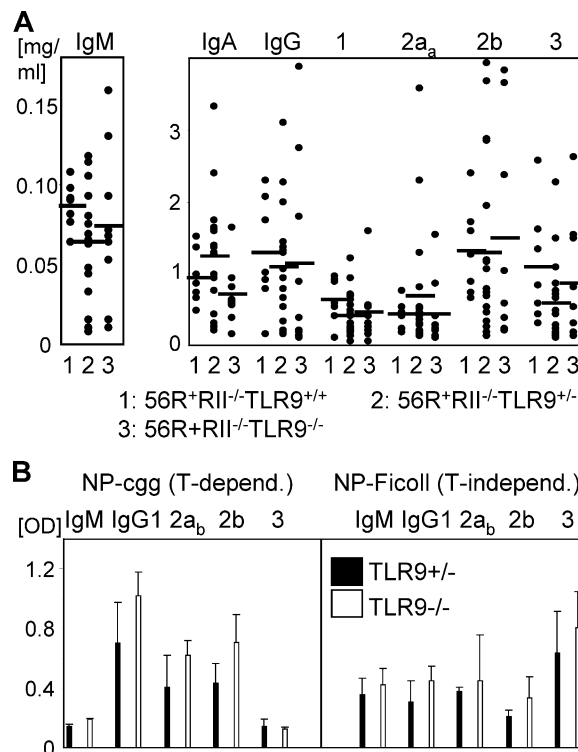 A
[mg/ml] IgM IgA IgG 1 2aₐ 2b 3
0.15
0.10
0.05
0
3
2
1
0
1 2 3 1 2 3 1 2 3 1 2 3 1 2 3 1 2 3 1 2 3
1: 56R⁺RII⁻/⁻TLR9⁺/⁺ 2: 56R⁺RII⁻/⁻TLR9⁺/⁻
3: 56R+RII⁻/⁻TLR9⁻/⁻
B
NP-cgg (T-depend.) NP-Ficoll (T-independ.)
[OD] IgM IgG1 2a_b 2b 3 IgM IgG1 2a_b 2b 3
1.2
0.8
0.4
0
TLR9+/-
TLR9-/-